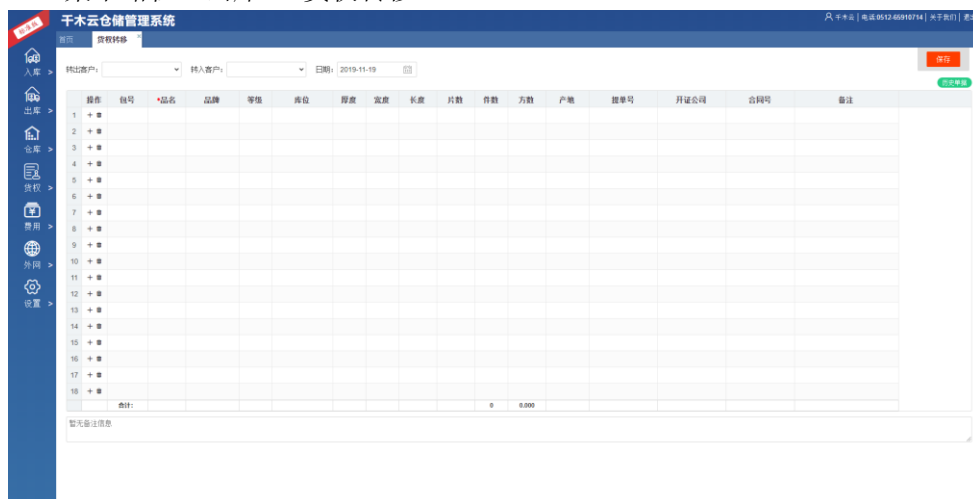 标准版
千木云仓储管理系统
千木云 | 电话:0512-65910714 | 关于我们 |
首页 货权转移 ×
入库 >
出库 >
仓库 >
货权 >
费用 >
外网 >
设置 >
转出客户: 转入客户: 日期: 2019-11-19
保存
历史单据
操作 包号 *品名 品牌 等级 库位 厚度 宽度 长度 片数 件数 方数 产地 提单号 开证公司 合同号 备注
1 +
2 +
3 +
4 +
5 +
6 +
7 +
8 +
9 +
10 +
11 +
12 +
13 +
14 +
15 +
16 +
17 +
18 +
合计: 0 0.000
暂无备注信息